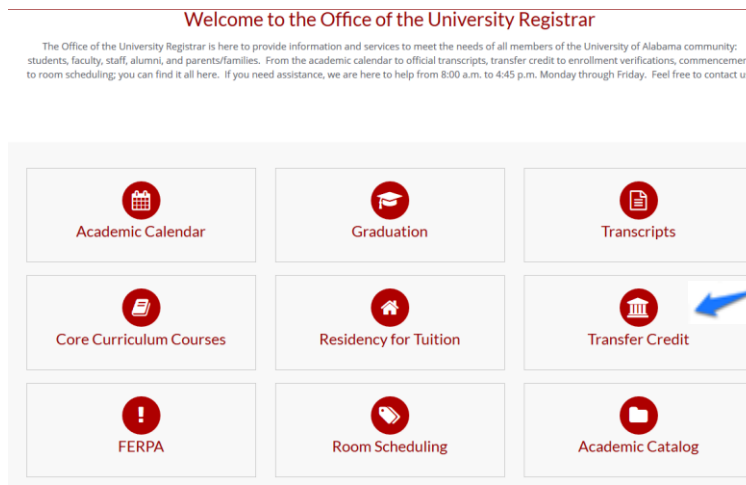 Welcome to the Office of the University Registrar
The Office of the University Registrar is here to provide information and services to meet the needs of all members of the University of Alabama community:
students, faculty, staff, alumni, and parents/families. From the academic calendar to official transcripts, transfer credit to enrollment verifications, commencemen
to room scheduling; you can find it all here. If you need assistance, we are here to help from 8:00 a.m. to 4:45 p.m. Monday through Friday. Feel free to contact u
Academic Calendar
Graduation
Transcripts
Core Curriculum Courses
Residency for Tuition
Transfer Credit
FERPA
Room Scheduling
Academic Catalog